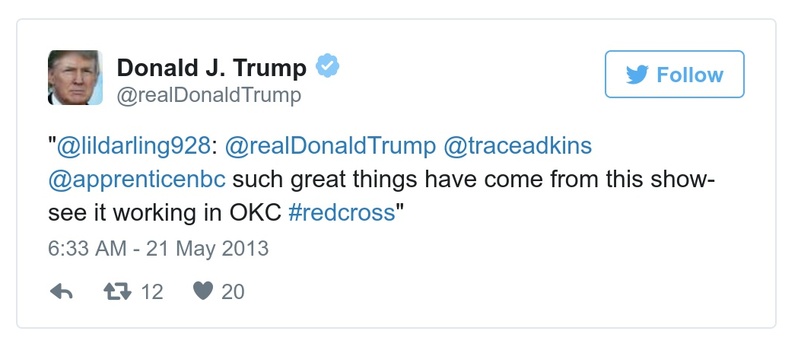 Donald J. Trump
@realDonaldTrump
Follow
"@lildarling928: @realDonaldTrump @traceadkins
@apprenticenbc such great things have come from this show-
see it working in OKC #redcross"
6:33 AM - 21 May 2013
12 20